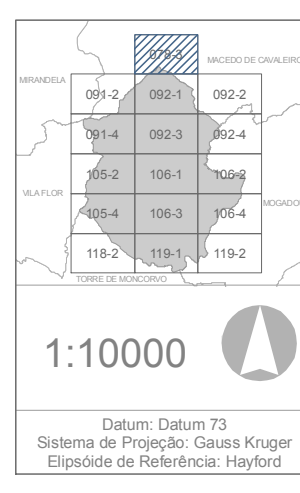 078-3
MACEDO DE CAVALEIRO
MIRANDELA
091-2 092-1 092-2
091-4 092-3 092-4
105-2 106-1 106-2
VILA FLOR
MOGADOU
105-4 106-3 106-4
118-2 119-1 119-2
TORRE DE MONCORVO
1:10000
Datum: Datum 73
Sistema de Projeção: Gauss Kruger
Elipsóide de Referência: Hayford